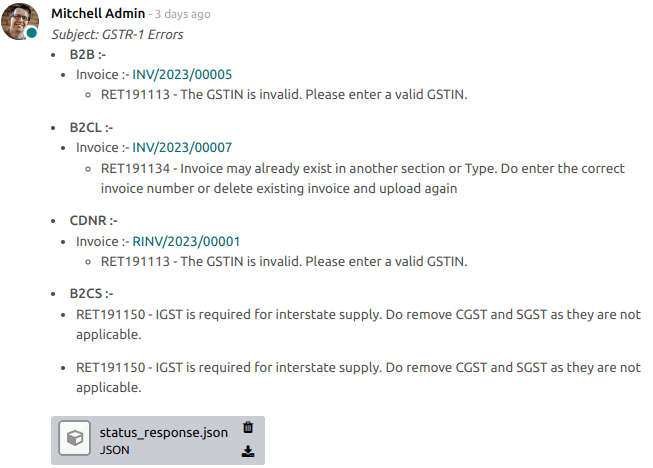 Mitchell Admin - 3 days ago
Subject: GSTR-1 Errors
• B2B :-
• Invoice :- INV/2023/00005
◦ RET191113 - The GSTIN is invalid. Please enter a valid GSTIN.
• B2CL :-
• Invoice :- INV/2023/00007
◦ RET191134 - Invoice may already exist in another section or Type. Do enter the correct
invoice number or delete existing invoice and upload again
• CDNR :-
• Invoice :- RINV/2023/00001
◦ RET191113 - The GSTIN is invalid. Please enter a valid GSTIN.
• B2CS :-
• RET191150 - IGST is required for interstate supply. Do remove CGST and SGST as they are not
applicable.
• RET191150 - IGST is required for interstate supply. Do remove CGST and SGST as they are not
applicable.
status_response.json
JSON